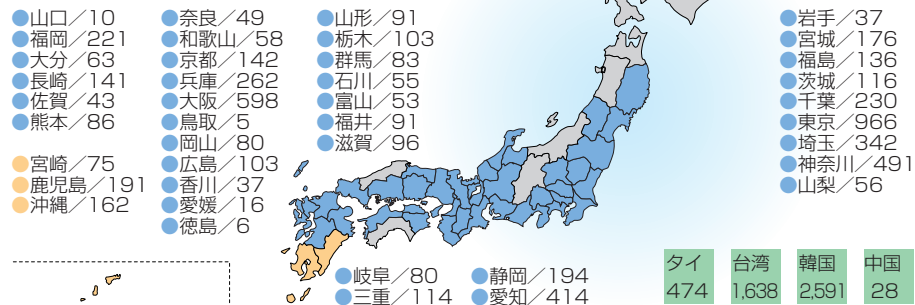 ●山口／10
●福岡／221
●大分／63
●長崎／141
●佐賀／43
●熊本／86
●宮崎／75
●鹿児島／191
●沖縄／162
●奈良／49
●和歌山／58
●京都／142
●兵庫／262
●大阪／598
●鳥取／5
●岡山／80
●広島／103
●香川／37
●愛媛／16
●徳島／6
●山形／91
●栃木／103
●群馬／83
●石川／55
●富山／53
●福井／91
●滋賀／96
●岐阜／80
●三重／114
●静岡／194
●愛知／414
●岩手／37
●宮城／176
●福島／136
●茨城／116
●千葉／230
●東京／966
●埼玉／342
●神奈川／491
●山梨／56
タイ
474
台湾
1,638
韓国
2,591
中国
28